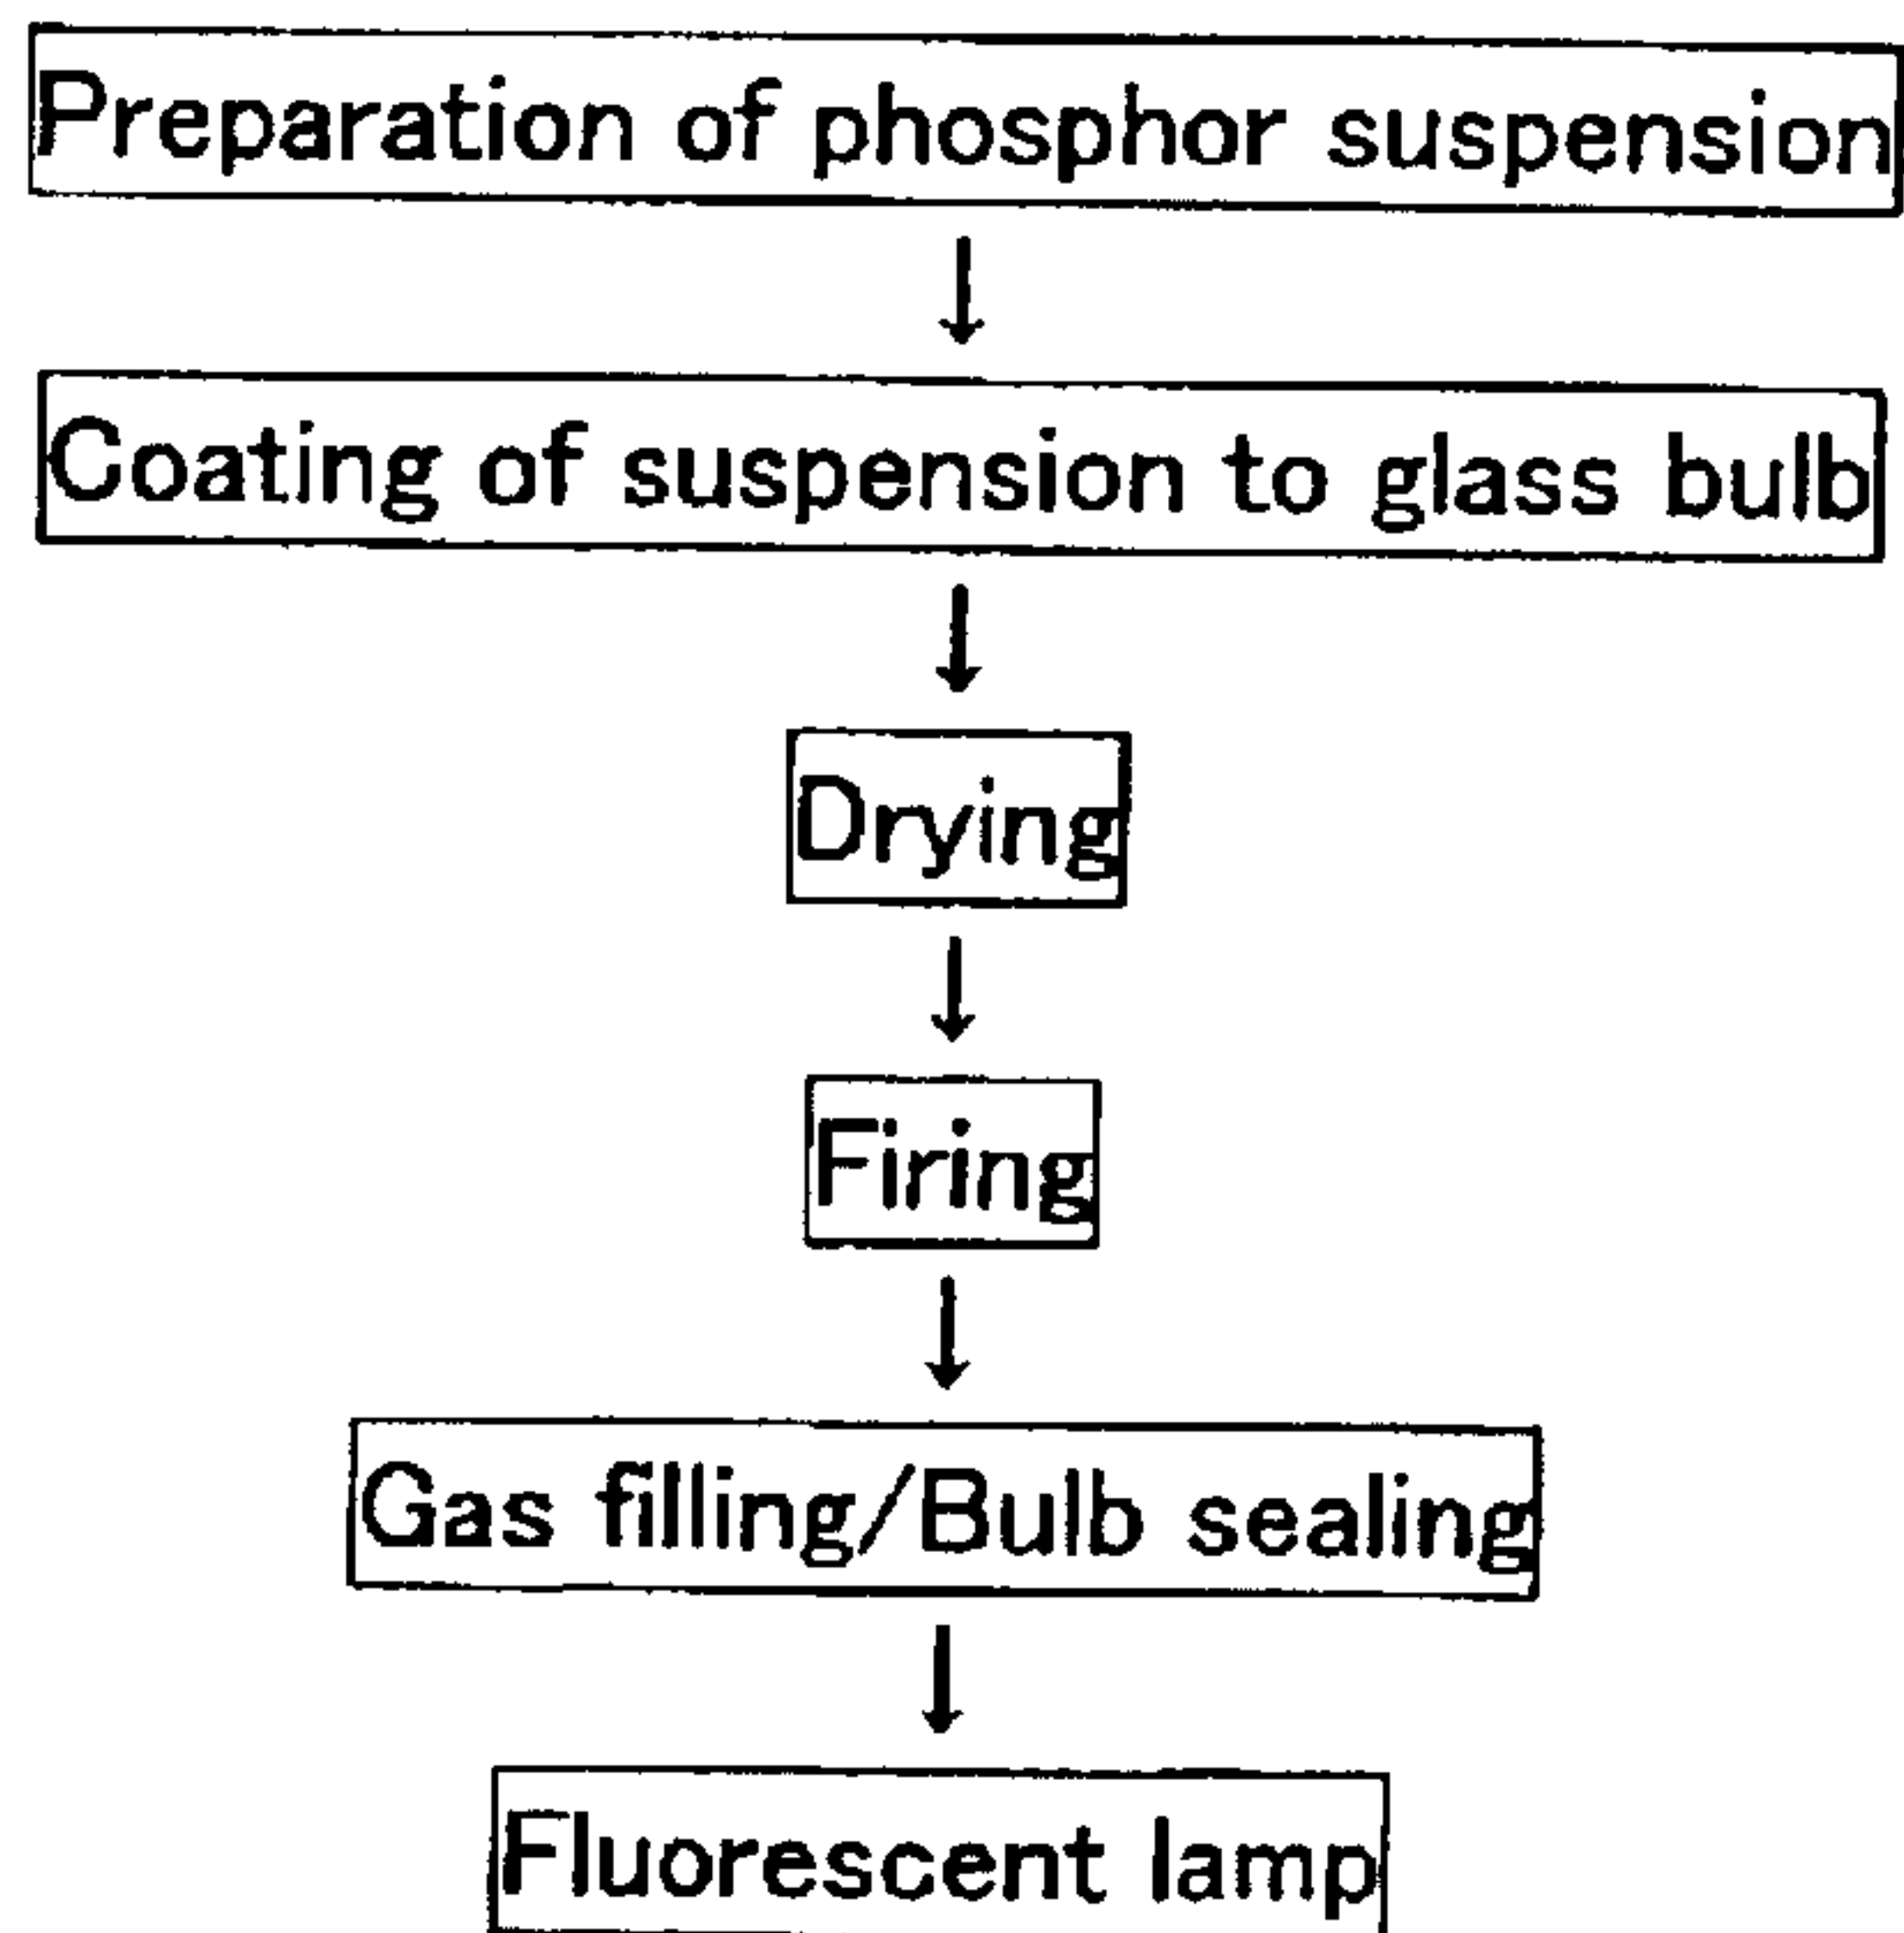 Preparation of phosphor suspension
Coating of suspension to glass bulb
Drying
Firing
Gas filling/Bulb sealing
Fluorescent lamp